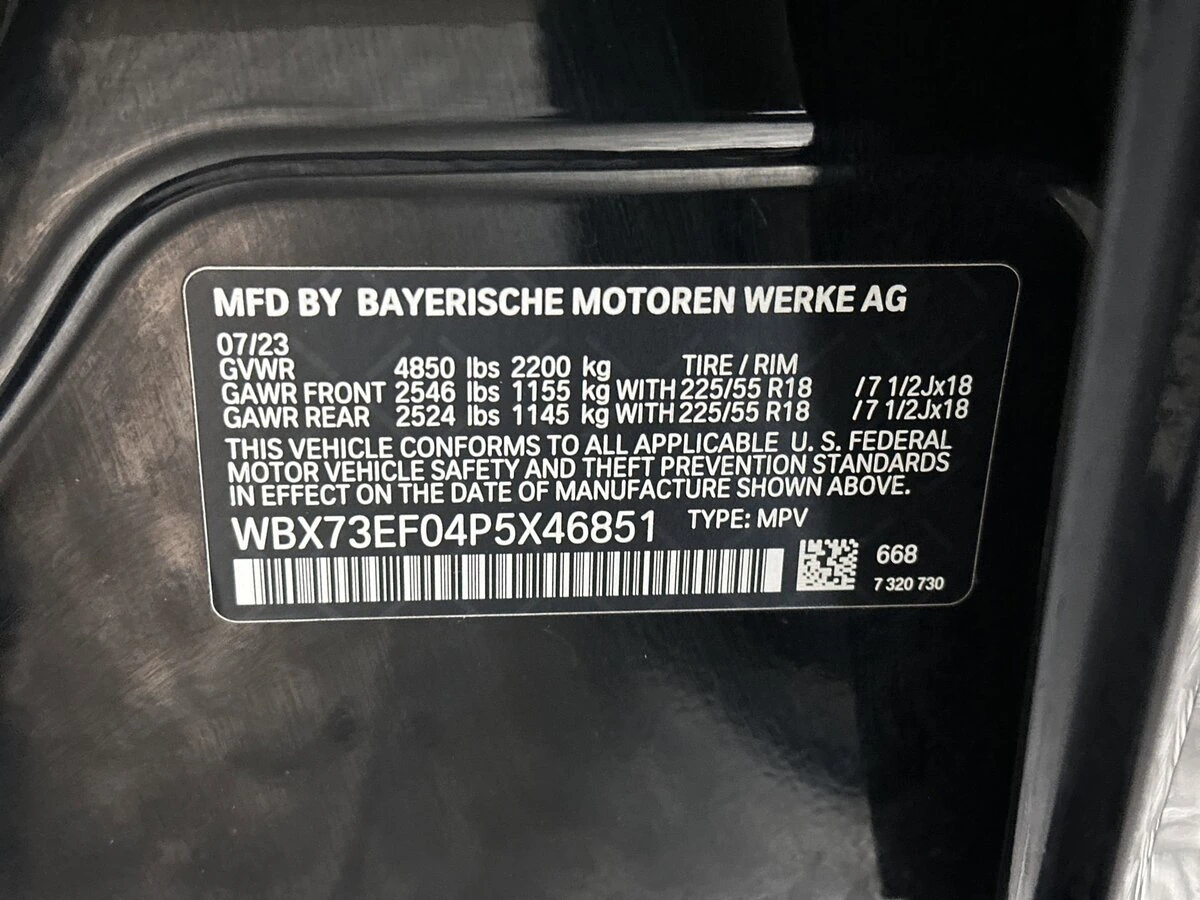 MFD BY BAYERISCHE MOTOREN WERKE AG
07/23
GVWR 4850 lbs 2200 kg TIRE / RIM
GAWR FRONT 2546 lbs 1155 kg WITH 225/55 R18 /7 1/2Jx18
GAWR REAR 2524 lbs 1145 kg WITH 225/55 R18 /7 1/2Jx18
THIS VEHICLE CONFORMS TO ALL APPLICABLE U. S. FEDERAL
MOTOR VEHICLE SAFETY AND THEFT PREVENTION STANDARDS
IN EFFECT ON THE DATE OF MANUFACTURE SHOWN ABOVE.
WBX73EF04P5X46851 TYPE: MPV
668
7 320 730